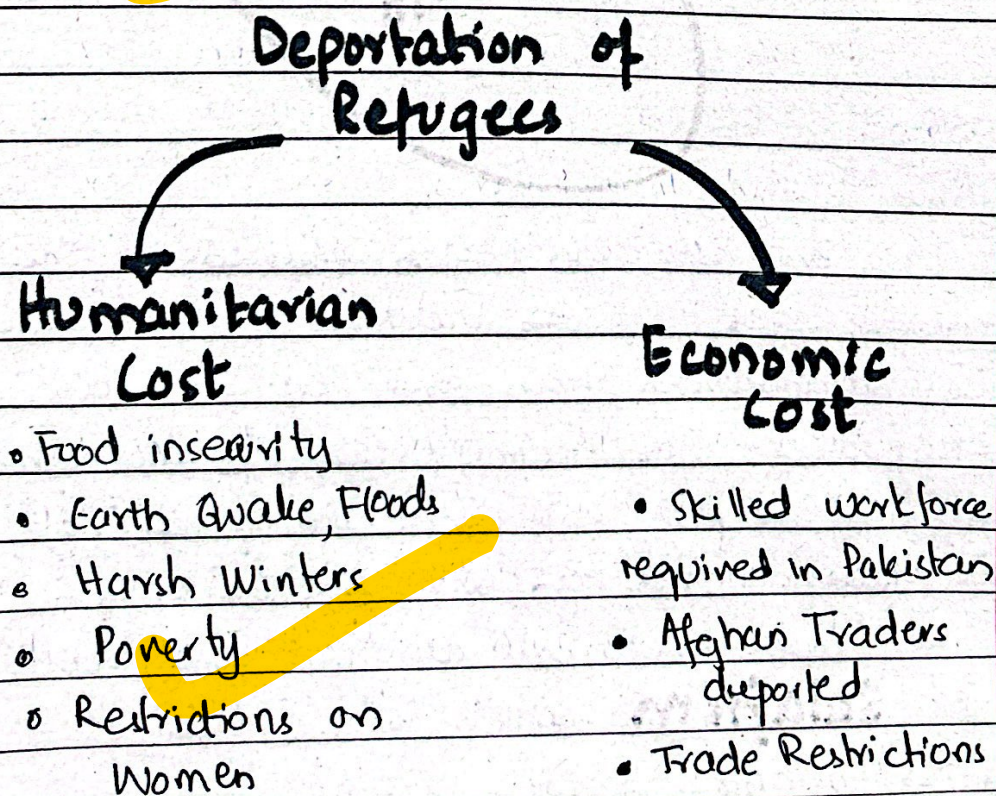 Deportation of
Refugees
Humanitarian
Cost
• Food insecurity
• Earth Quake, Floods
• Harsh Winters
• Poverty
• Restrictions on
Women
Economic
Cost
• Skilled workforce
required in Pakistan
• Afghan Traders
deported
• Trade Restrictions